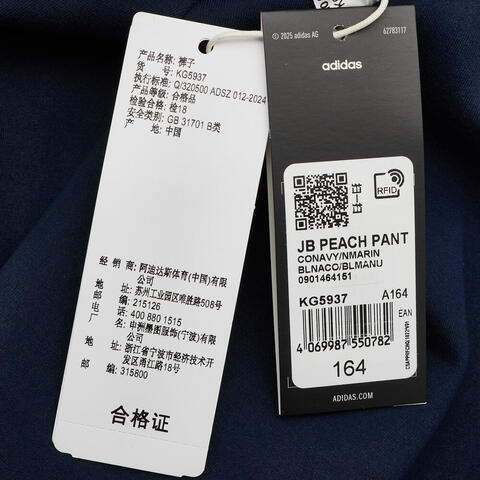 产品名称: 裤子
货 号: KG5937
执行标准: Q/320500 ADSZ 012-2024
产品等级: 合格品
检验合格: 检18
安全类别: GB 31701 B类
产 地: 中国
经 销 商: 阿迪达斯体育(中国)有限
公司
地 址: 苏州工业园区唯胜路508号
邮 编: 215126
电 话: 400 880 1515
厂 名: 申洲墨图服饰(宁波)有限
公司
地 址: 浙江省宁波市经济技术开
发区甬江路18号
邮 编: 315800
合格证
© 2025 adidas AG
62783117
adidas
RFID
JB PEACH PANT
CONAVY/NMARIN
BLNACO/BLMANU
0901464151
KG5937 A164
EAN
4 069987 550782
164
ADIDAS.COM